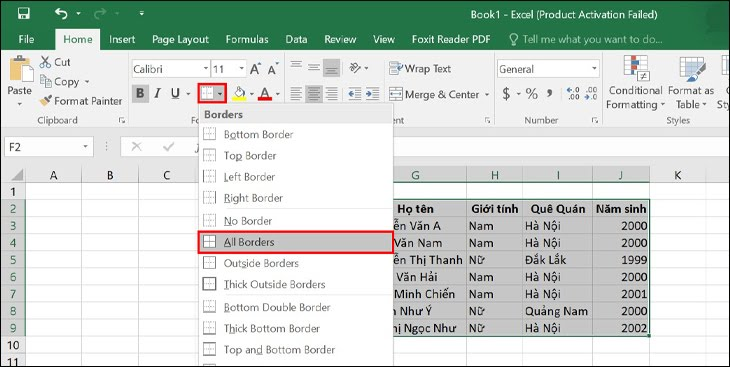 Book1 - Excel (Product Activation Failed)
File Home Insert Page Layout Formulas Data Review View Foxit Reader PDF Tell me what you want to do...
Cut
Copy
Format Painter
Paste
Clipboard
Calibri 11 A A
B I U A
Borders
Bottom Border
Top Border
Left Border
Right Border
No Border
All Borders
Outside Borders
Thick Outside Borders
Bottom Double Border
Thick Bottom Border
Top and Bottom Border
Wrap Text
Merge & Center
Alignment
General
$ % , .0 .00 .00 .0
Number
Conditional Formatting
Format as Table
Styles
F2
A B C G H I J K
1
2 Họ tên Giới tính Quê Quán Năm sinh
3 ễn Văn A Nam Hà Nội 2000
4 Văn Nam Nam Hà Nội 2000
5 ễn Thị Thanh Nữ Đắk Lắk 1999
6 Văn Hải Nam Hà Nội 2000
7 Minh Chiến Nam Hà Nội 2001
8 Như Ý Nữ Quảng Nam 2000
9 hị Ngọc Như Nữ Hà Nội 2002
10
11